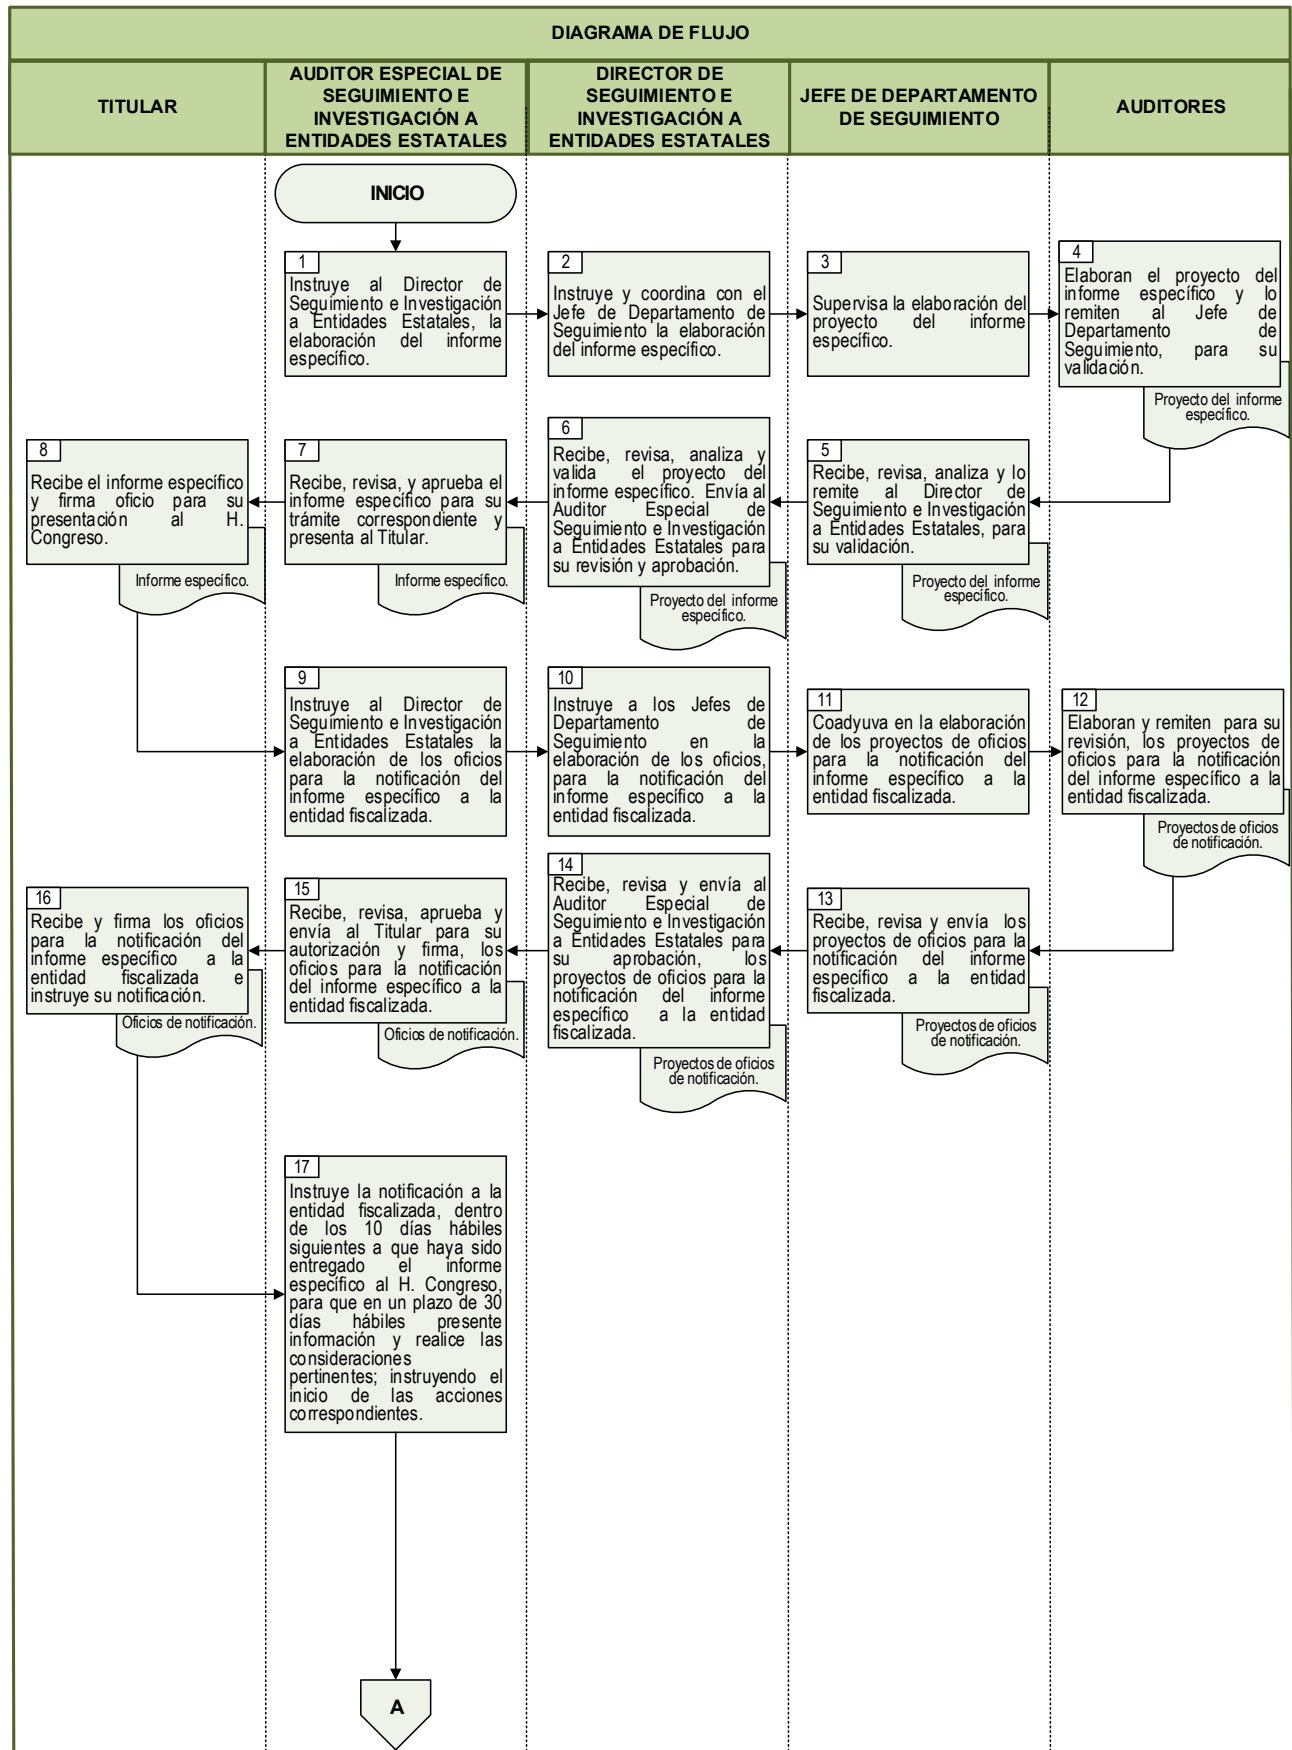 DIAGRAMA DE FLUJO
TITULAR
AUDITOR ESPECIAL DE
SEGUIMIENTO E
INVESTIGACIÓN A
ENTIDADES ESTATALES
DIRECTOR DE
SEGUIMIENTO E
INVESTIGACIÓN A
ENTIDADES ESTATALES
JEFE DE DEPARTAMENTO
DE SEGUIMIENTO
AUDITORES
INICIO
1
Instruye al Director de
Seguimiento e Investigación
a Entidades Estatales, la
elaboración del informe
específico.
2
Instruye y coordina con el
Jefe de Departamento de
Seguimiento la elaboración
del informe específico.
3
Supervisa la elaboración del
proyecto del informe
específico.
4
Elaboran el proyecto del
informe específico y lo
remiten al Jefe de
Departamento de
Seguimiento, para su
validación.
Proyecto del informe
específico.
5
Recibe, revisa, analiza y lo
remite al Director de
Seguimiento e Investigación
a Entidades Estatales, para
su validación.
Proyecto del informe
específico.
6
Recibe, revisa, analiza y
valida el proyecto del
informe específico. Envía al
Auditor Especial de
Seguimiento e Investigación
a Entidades Estatales para
su revisión y aprobación.
Proyecto del informe
específico.
7
Recibe, revisa, y aprueba el
informe específico para su
trámite correspondiente y
presenta al Titular.
Informe específico.
8
Recibe el informe específico
y firma oficio para su
presentación al H.
Congreso.
Informe específico.
9
Instruye al Director de
Seguimiento e Investigación
a Entidades Estatales la
elaboración de los oficios
para la notificación del
informe específico a la
entidad fiscalizada.
10
Instruye a los Jefes de
Departamento de
Seguimiento en la
elaboración de los oficios,
para la notificación del
informe específico a la
entidad fiscalizada.
11
Coadyuva en la elaboración
de los proyectos de oficios
para la notificación del
informe específico a la
entidad fiscalizada.
12
Elaboran y remiten para su
revisión, los proyectos de
oficios para la notificación
del informe específico a la
entidad fiscalizada.
Proyectos de oficios
de notificación.
13
Recibe, revisa y envía los
proyectos de oficios para la
notificación del informe
específico a la entidad
fiscalizada.
Proyectos de oficios
de notificación.
14
Recibe, revisa y envía al
Auditor Especial de
Seguimiento e Investigación
a Entidades Estatales para
su aprobación, los
proyectos de oficios para la
notificación del informe
específico a la entidad
fiscalizada.
Proyectos de oficios
de notificación.
15
Recibe, revisa, aprueba y
envía al Titular para su
autorización y firma, los
oficios para la notificación
del informe específico a la
entidad fiscalizada.
Oficios de notificación.
16
Recibe y firma los oficios
para la notificación del
informe específico a la
entidad fiscalizada e
instruye su notificación.
Oficios de notificación.
17
Instruye la notificación a la
entidad fiscalizada, dentro
de los 10 días hábiles
siguientes a que haya sido
entregado el informe
específico al H. Congreso,
para que en un plazo de 30
días hábiles presente
información y realice las
consideraciones
pertinentes; instruyendo el
inicio de las acciones
correspondientes.
A